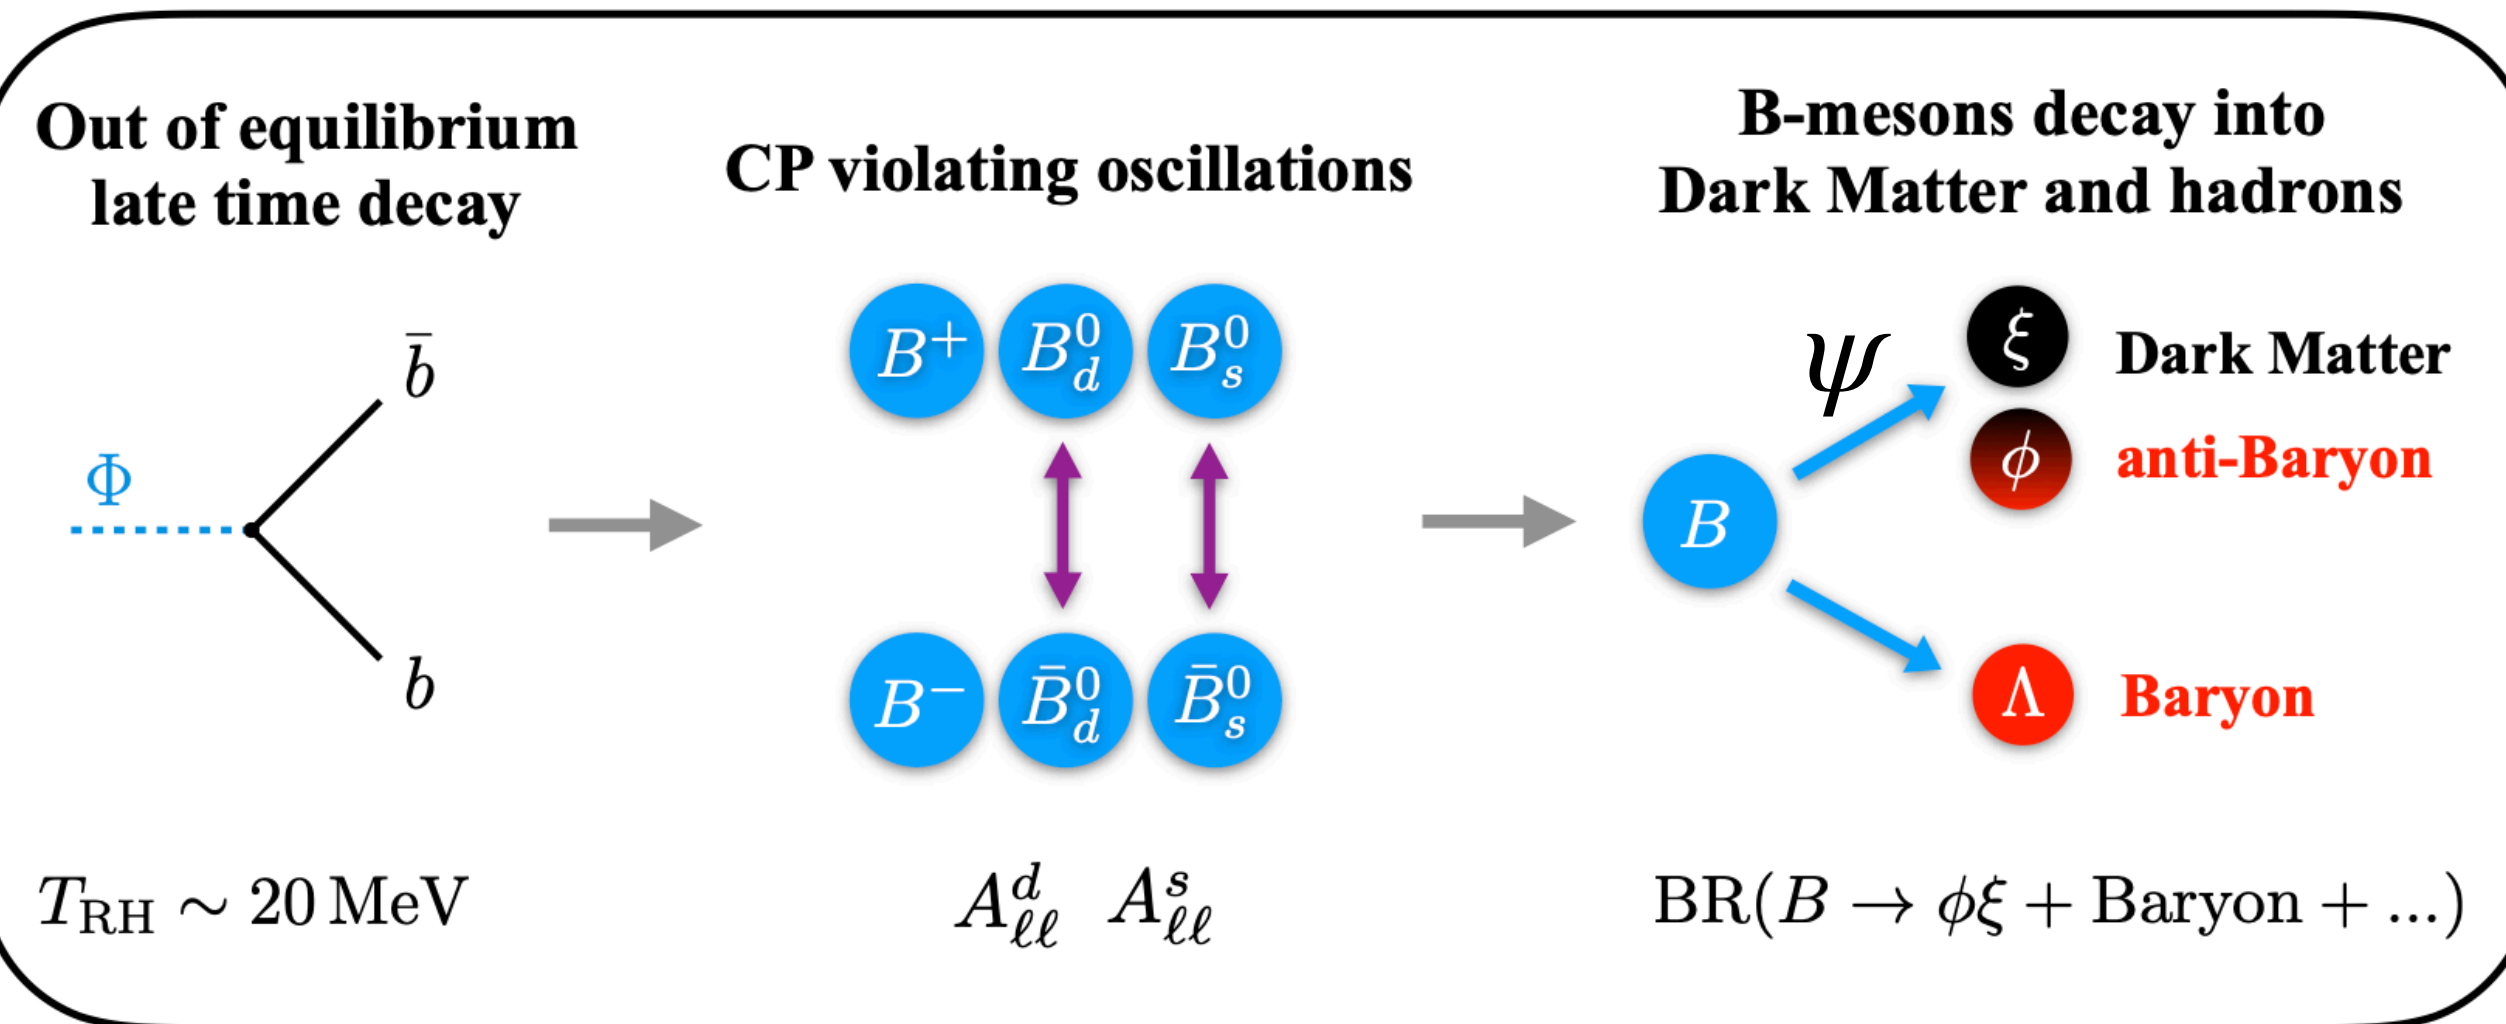 Out of equilibrium
late time decay
CP violating oscillations
B-mesons decay into
Dark Matter and hadrons
Φ
b̄
b
B⁺ B⁰_d B⁰_s
B⁻ B̄⁰_d B̄⁰_s
ψ
B
ξ Dark Matter
ϕ anti-Baryon
Λ Baryon
T_RH ∼ 20 MeV
A^d_ℓℓ A^s_ℓℓ
BR(B → ϕξ + Baryon + ...)